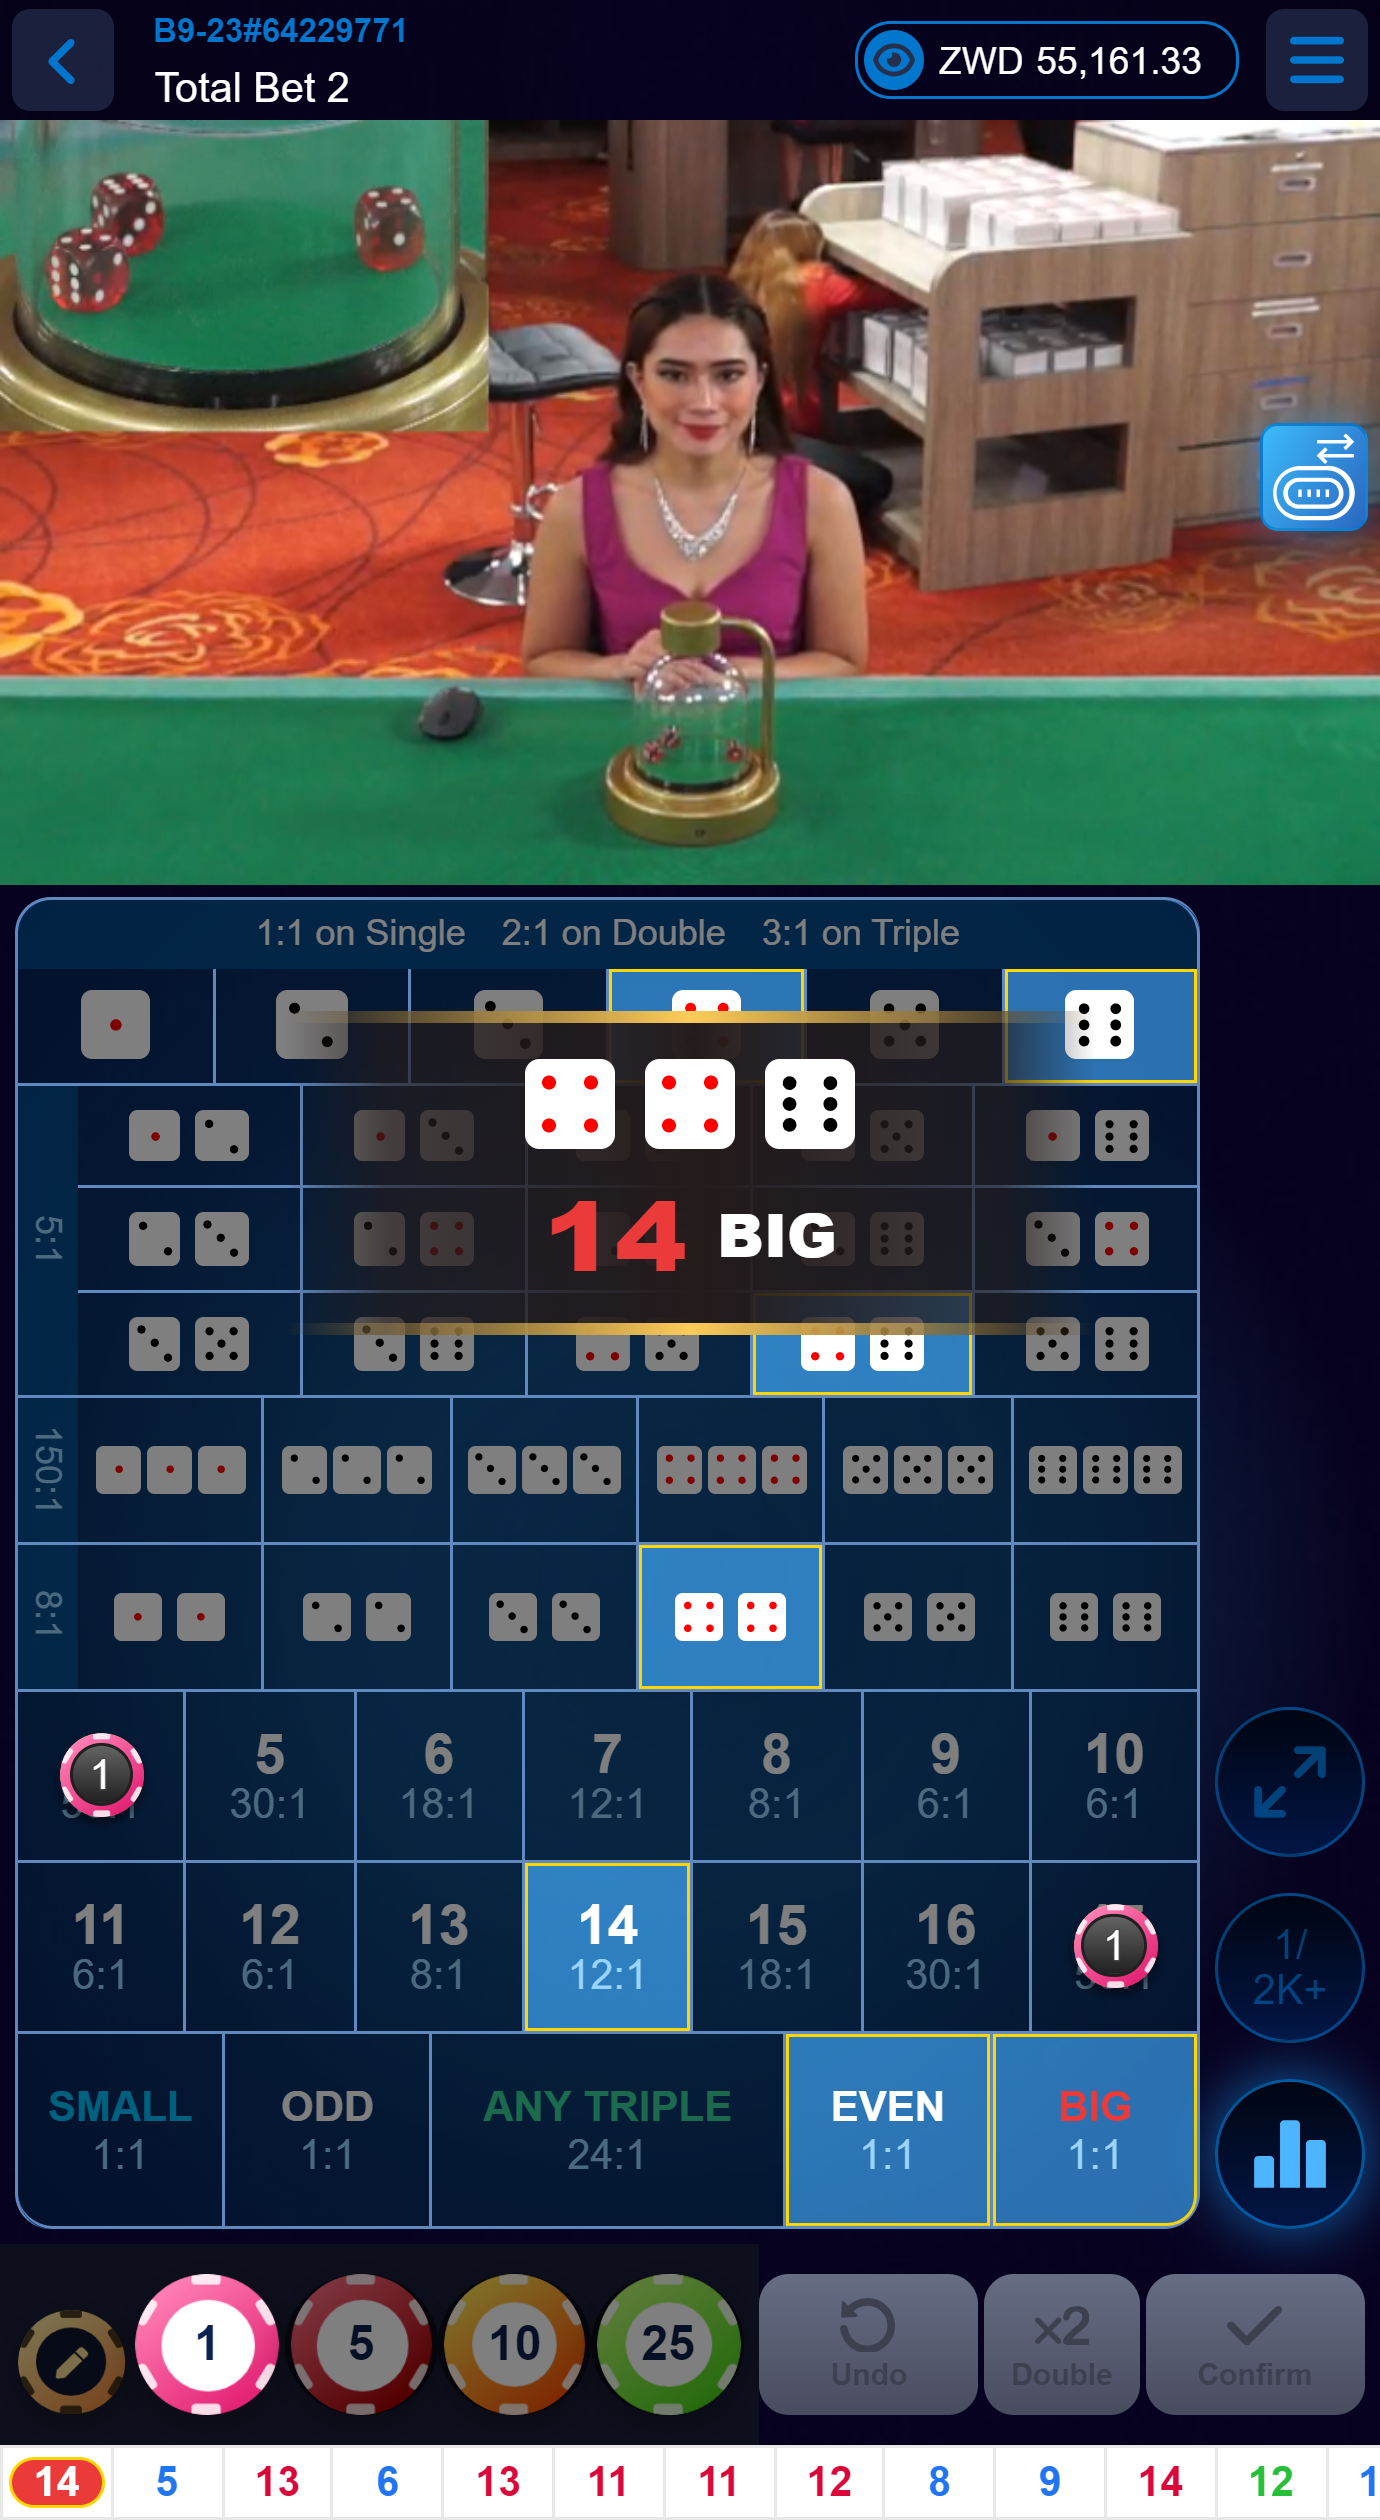 B9-23#64229771
Total Bet 2
ZWD 55,161.33
1:1 on Single 2:1 on Double 3:1 on Triple
14 BIG
5:1
150:1
8:1
1
5 6 7 8 9 10
30:1 18:1 12:1 8:1 6:1 6:1
11 12 13 14 15 16 1
6:1 6:1 8:1 12:1 18:1 30:1
1/
2K+
SMALL ODD ANY TRIPLE EVEN BIG
1:1 1:1 24:1 1:1 1:1
1 5 10 25
x2
Undo Double Confirm
14 5 13 6 13 11 11 12 8 9 14 12 1